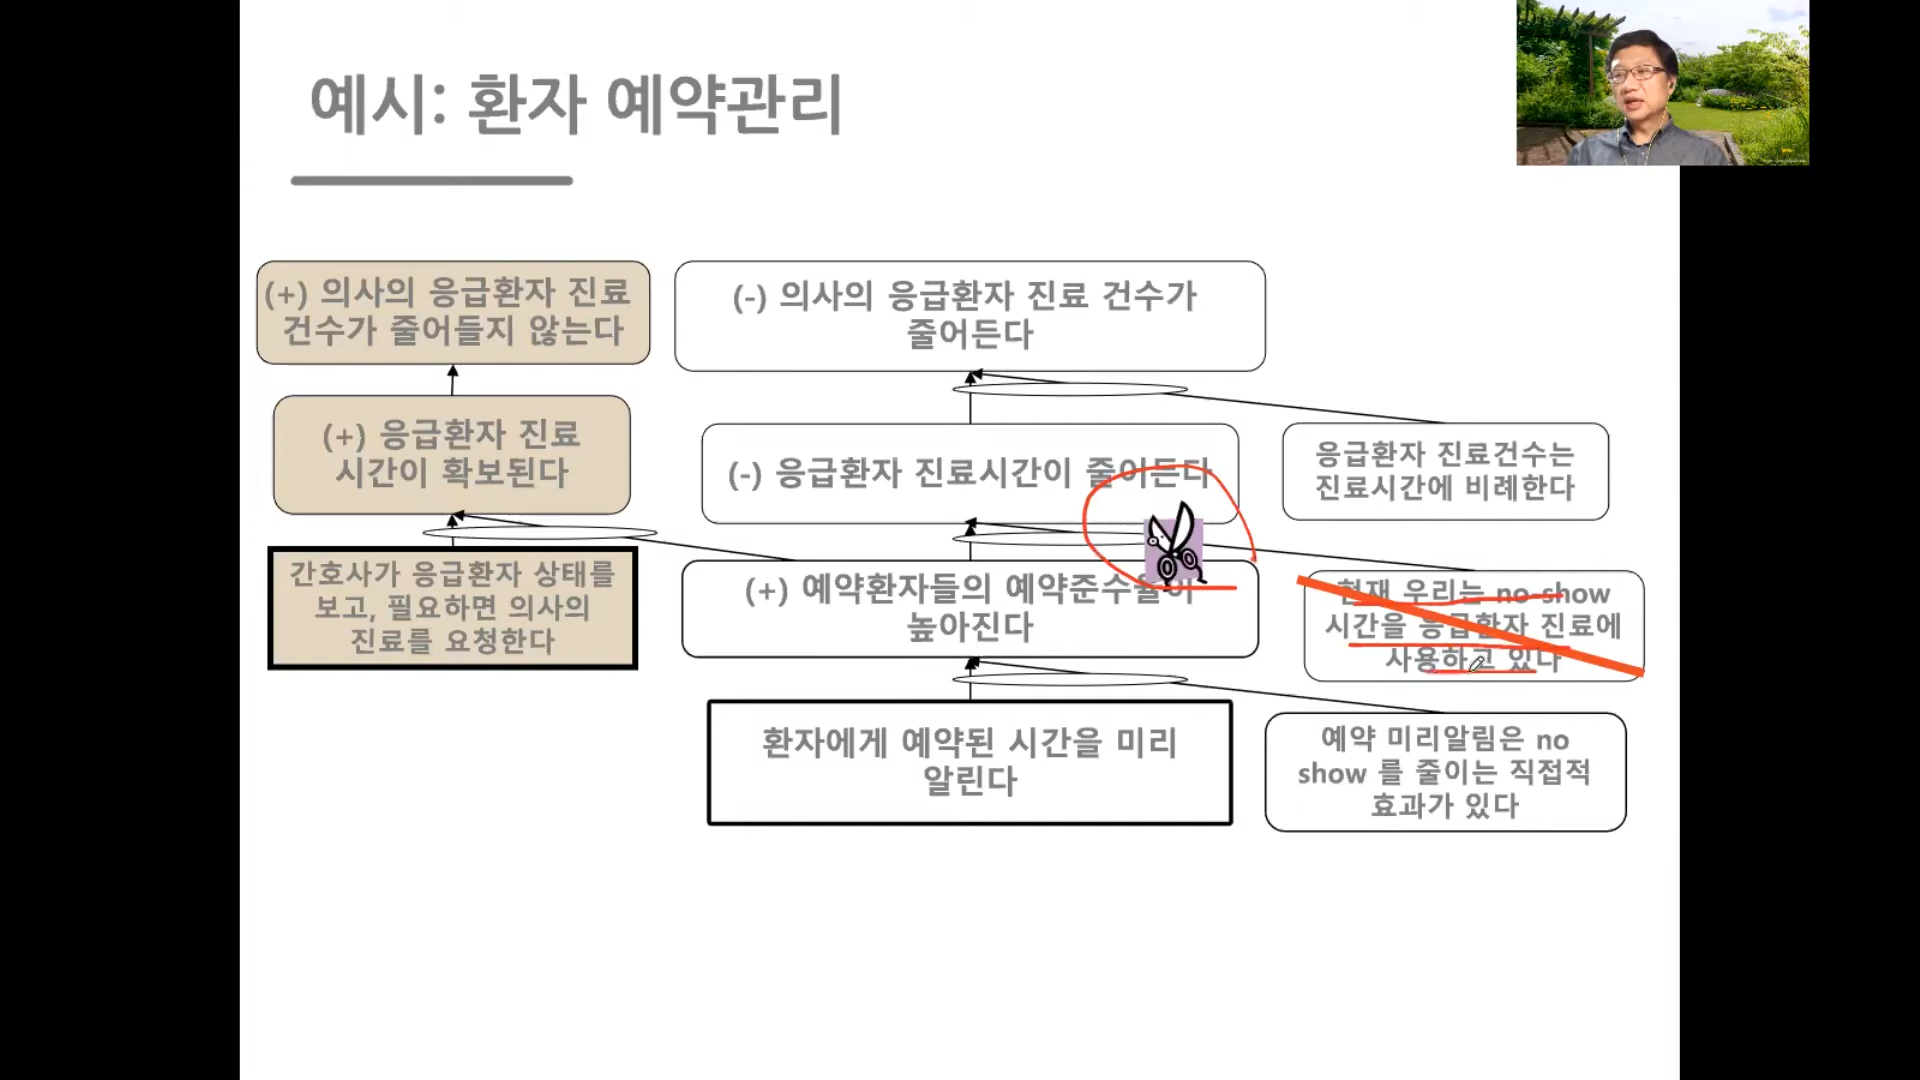 예시: 환자 예약관리
(+) 의사의 응급환자 진료
건수가 줄어들지 않는다
(-) 의사의 응급환자 진료 건수가
줄어든다
(+) 응급환자 진료
시간이 확보된다
(-) 응급환자 진료시간이 줄어든다
응급환자 진료건수는
진료시간에 비례한다
간호사가 응급환자 상태를
보고, 필요하면 의사의
진료를 요청한다
(+) 예약환자들의 예약준수율이
높아진다
현재 우리는 no-show
시간을 응급환자 진료에
사용하고 있다
환자에게 예약된 시간을 미리
알린다
예약 미리알림은 no
show 를 줄이는 직접적
효과가 있다